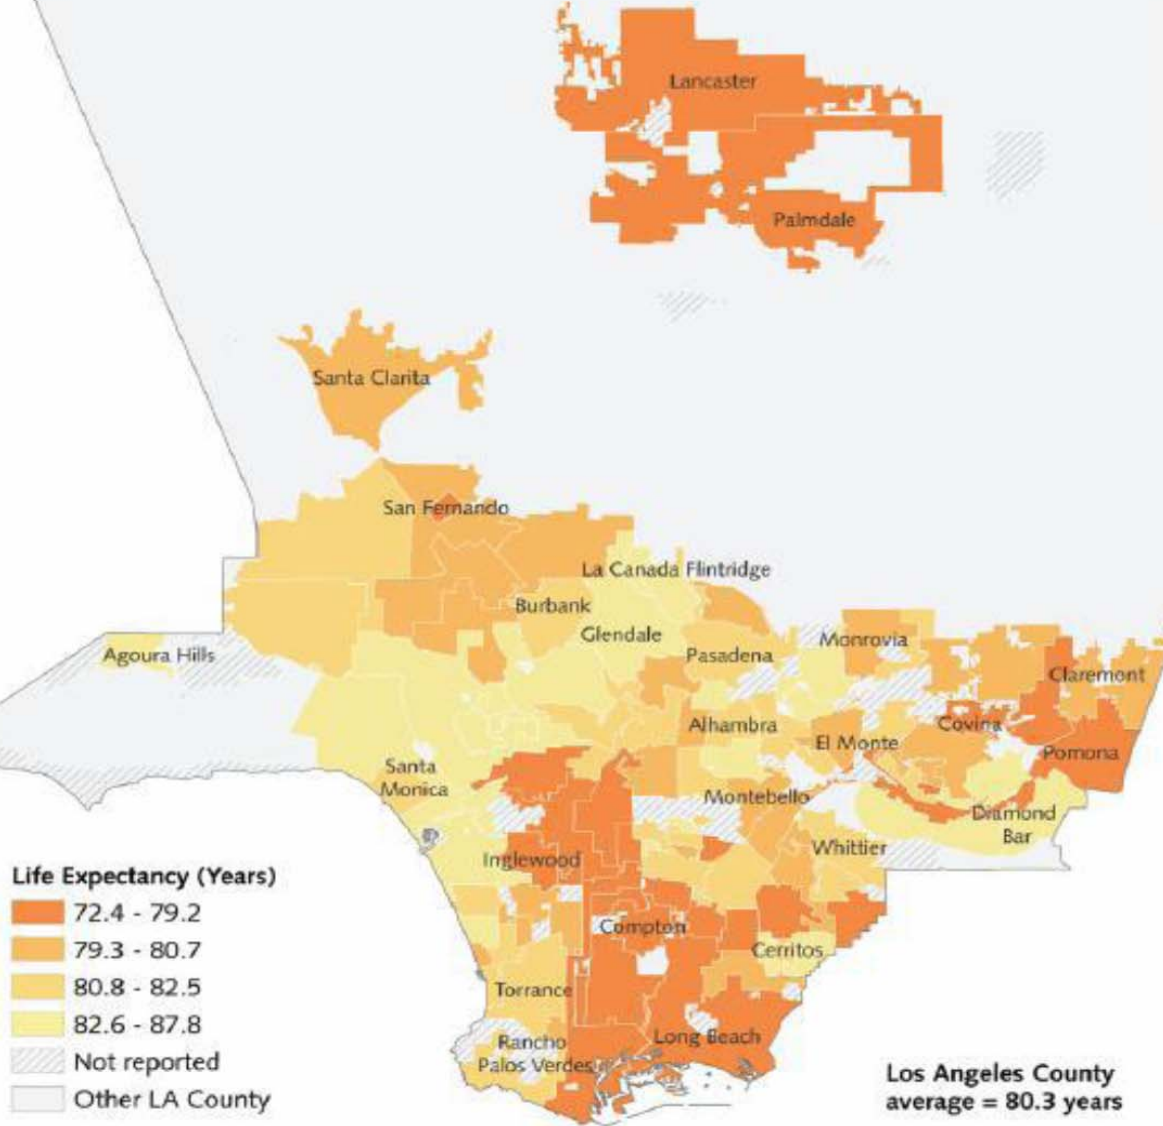 Lancaster
Palmdale
Santa Clarita
San Fernando
La Canada Flintridge
Burbank
Glendale
Agoura Hills
Pasadena
Monrovia
Claremont
Alhambra
El Monte
Covina
Pomona
Santa
Monica
Montebello
Diamond
Bar
Whittier
Inglewood
Compton
Cerritos
Torrance
Long Beach
Rancho
Palos Verdes
Life Expectancy (Years)
72.4 - 79.2
79.3 - 80.7
80.8 - 82.5
82.6 - 87.8
Not reported
Other LA County
Los Angeles County
average = 80.3 years